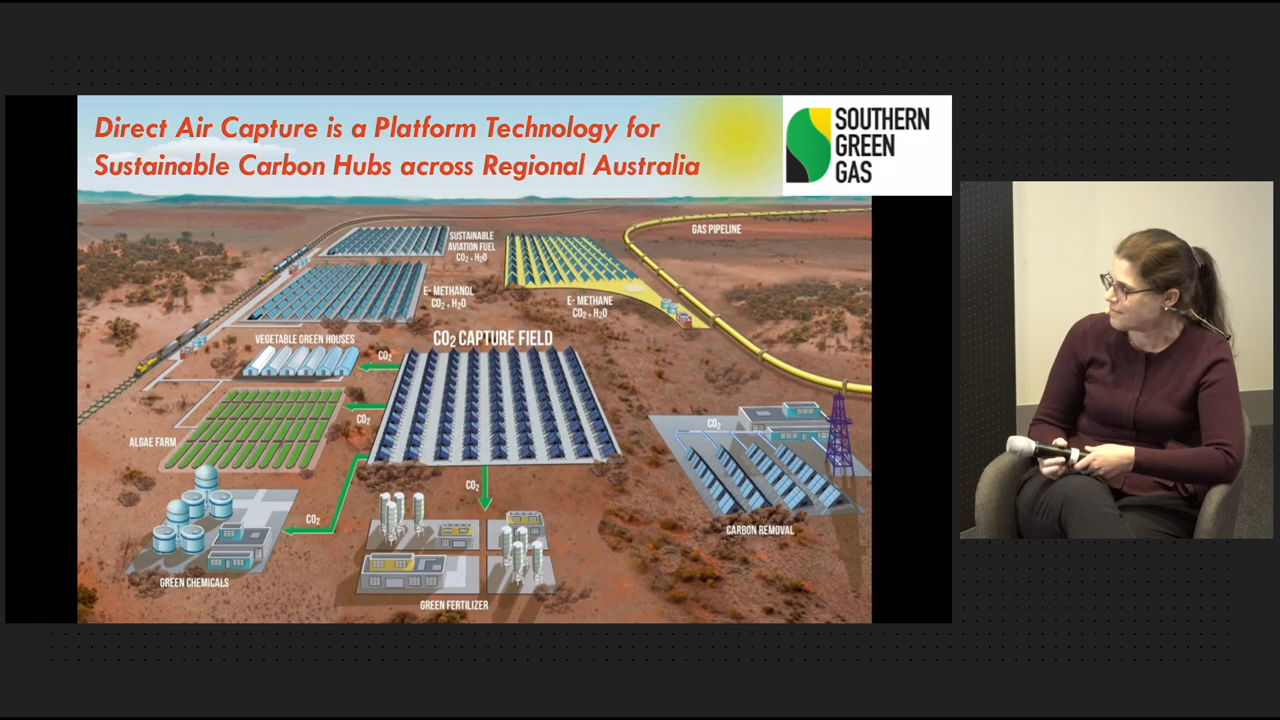 Direct Air Capture is a Platform Technology for
Sustainable Carbon Hubs across Regional Australia
SOUTHERN
GREEN
GAS
SUSTAINABLE
AVIATION FUEL
CO₂ + H₂O
GAS PIPELINE
E- METHANOL
CO₂ + H₂O
E- METHANE
CO₂ + H₂O
VEGETABLE GREEN HOUSES
CO₂ CAPTURE FIELD
CO₂
CO₂
ALGAE FARM
CO₂
CO₂
CO₂
CARBON REMOVAL
GREEN CHEMICALS
GREEN FERTILIZER